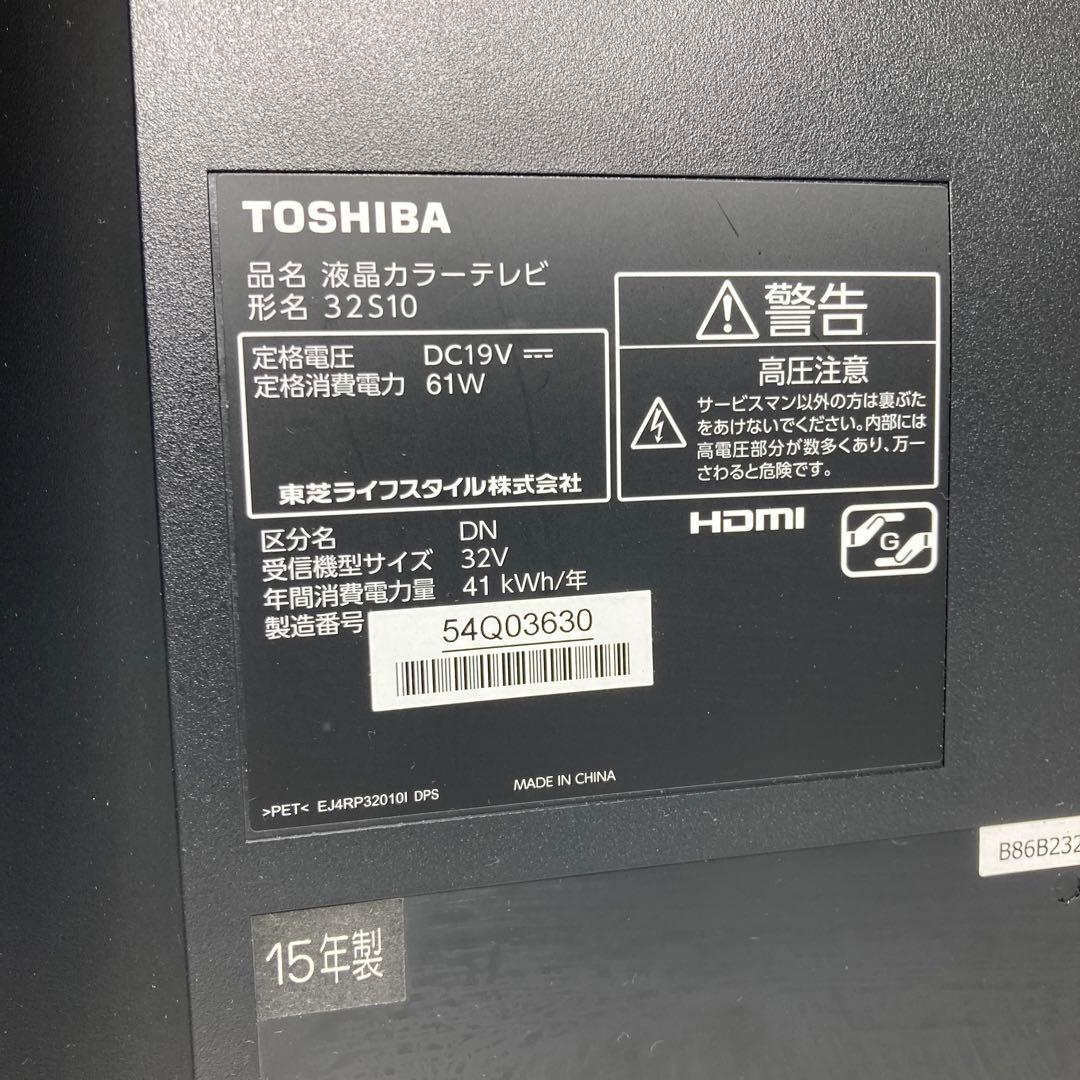 TOSHIBA
品名 液晶カラーテレビ
形名 32S10
定格電圧 DC19V ⎓
定格消費電力 61W
東芝ライフスタイル株式会社
警告
高圧注意
サービスマン以外の方は裏ぶた
をあけないでください。内部には
高電圧部分が数多くあり、万一
さわると危険です。
HDMI
G
区分名 DN
受信機型サイズ 32V
年間消費電力量 41 kWh/年
製造番号
54Q03630
MADE IN CHINA
>PET< EJ4RP32010I DPS
B86B232
15年製